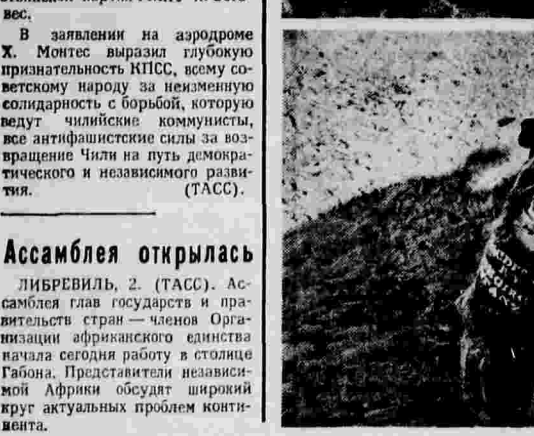 вес.
В заявлении на аэродроме
Х. Монтес выразил глубокую
признательность КПСС, всему со-
ветскому народу за неизменную
солидарность с борьбой, которую
ведут чилийские коммунисты,
все антифашистские силы за воз-
вращение Чили на путь демокра-
тического и независимого разви-
тия. (ТАСС).
Ассамблея открылась
ЛИБРЕВИЛЬ, 2. (ТАСС). Ас-
самблея глав государств и пра-
вительств стран — членов Орга-
низации африканского единства
начала сегодня работу в столице
Габона. Представители независи-
мой Африки обсудят широкий
круг актуальных проблем конти-
нента.